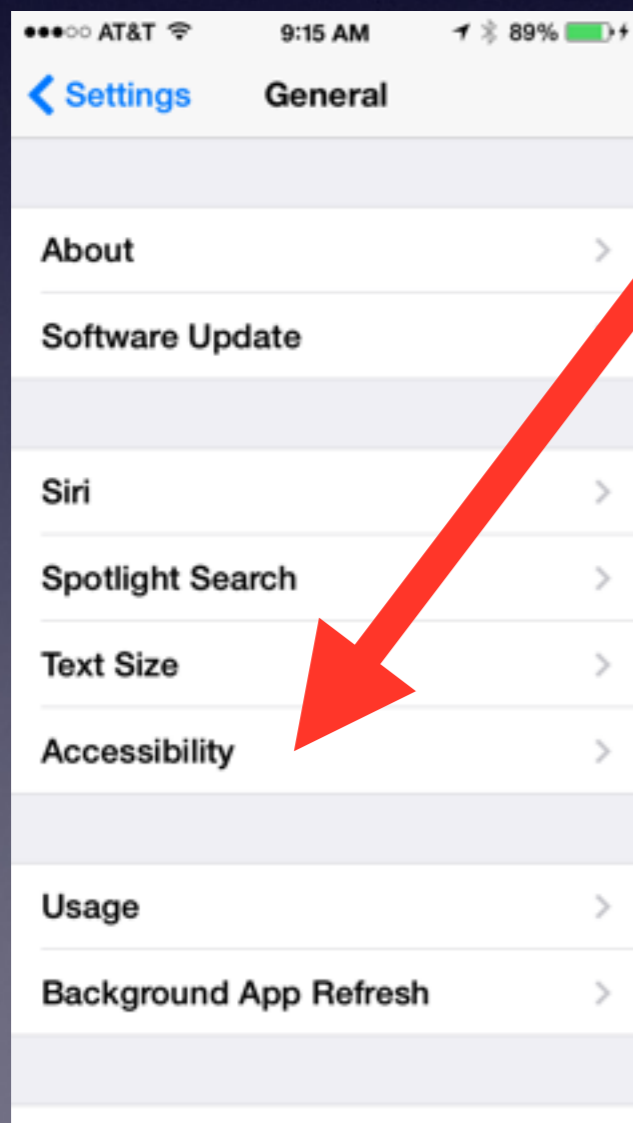 AT&T 9:15 AM 89%
Settings General
About
Software Update
Siri
Spotlight Search
Text Size
Accessibility
Usage
Background App Refresh